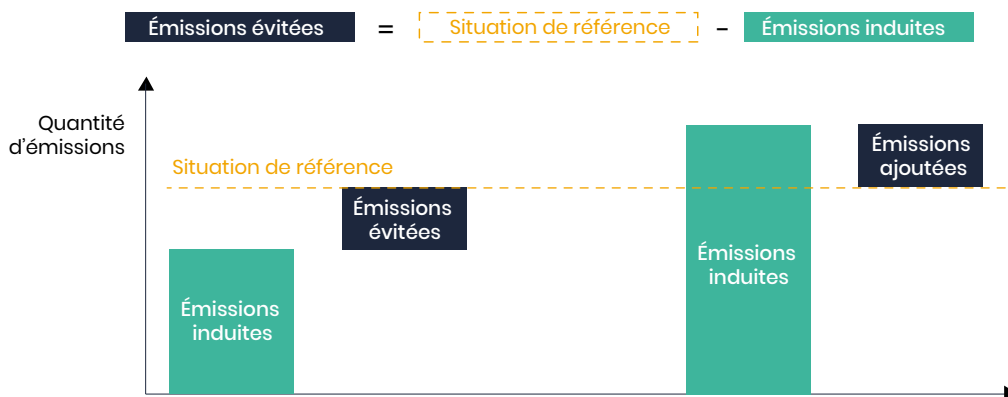 Émissions évitées = Situation de référence - Émissions induites
Quantité
d’émissions
Situation de référence
Émissions
évitées
Émissions
induites
Émissions
induites
Émissions
ajoutées